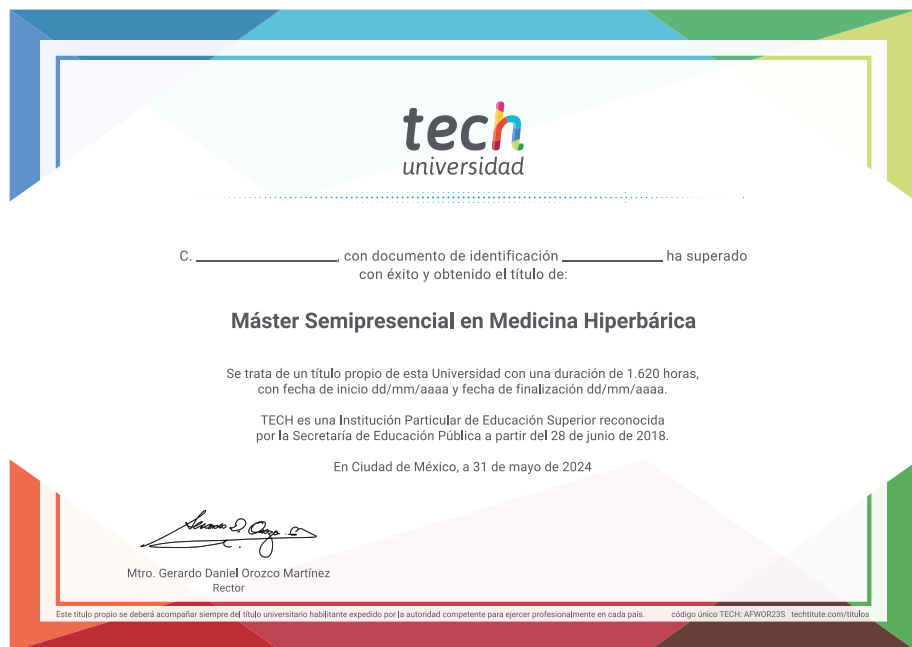 tech
universidad
C. __________________, con documento de identificación _____________ ha superado
con éxito y obtenido el título de:
Máster Semipresencial en Medicina Hiperbárica
Se trata de un título propio de esta Universidad con una duración de 1.620 horas,
con fecha de inicio dd/mm/aaaa y fecha de finalización dd/mm/aaaa.
TECH es una Institución Particular de Educación Superior reconocida
por la Secretaría de Educación Pública a partir del 28 de junio de 2018.
En Ciudad de México, a 31 de mayo de 2024
Mtro. Gerardo Daniel Orozco Martínez
Rector
Este título propio se deberá acompañar siempre del título universitario habilitante expedido por la autoridad competente para ejercer profesionalmente en cada país. código único TECH: AFWOR23S techtitute.com/titulos